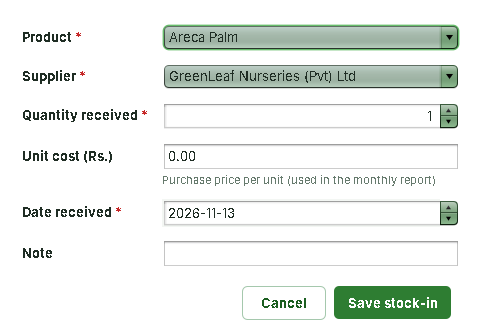 Product * Areca Palm
Supplier * GreenLeaf Nurseries (Pvt) Ltd
Quantity received * 1
Unit cost (Rs.) 0.00
Purchase price per unit (used in the monthly report)
Date received * 2026-11-13
Note
Cancel Save stock-in